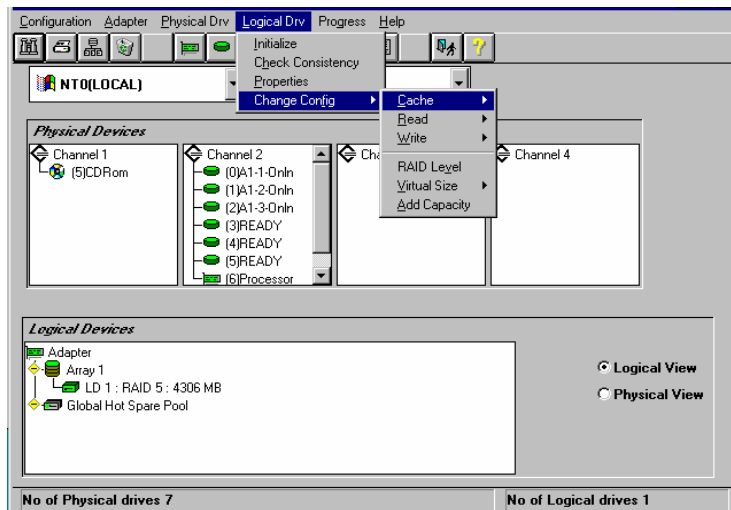 Configuration Adapter Physical Drv Logical Drv Progress Help
Initialize
Check Consistency
Properties
Change Config
Cache
Read
Write
RAID Level
Virtual Size
Add Capacity
NT0(LOCAL)
Physical Devices
Channel 1
(5)CDRom
Channel 2
(0)A1-1-Onln
(1)A1-2-Onln
(2)A1-3-Onln
(3)READY
(4)READY
(5)READY
(6)Processor
Cha
Channel 4
Logical Devices
Adapter
Array 1
LD 1 : RAID 5 : 4306 MB
Global Hot Spare Pool
Logical View
Physical View
No of Physical drives 7
No of Logical drives 1